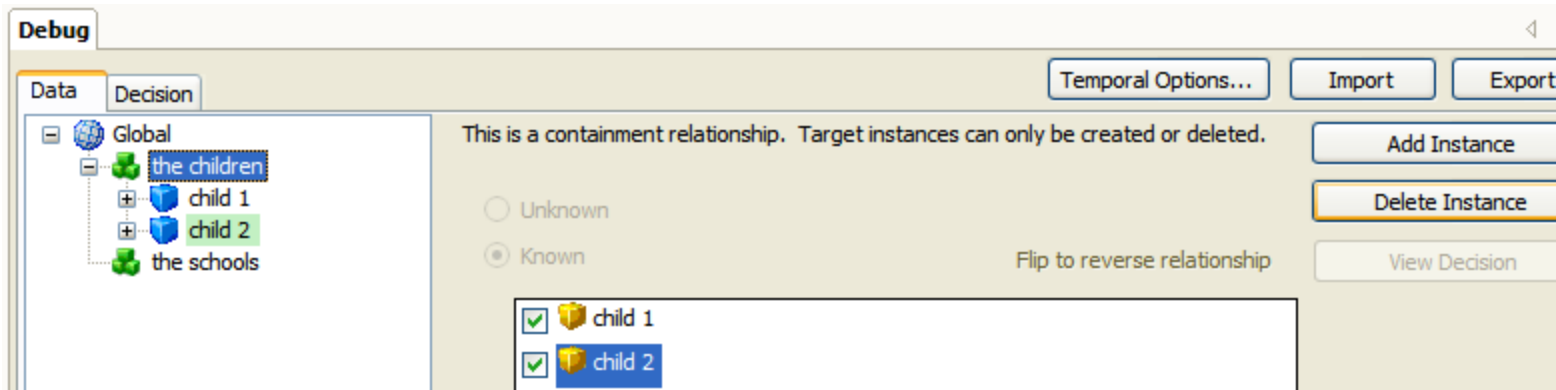 Debug
Data
Decision
Temporal Options...
Import
Export
Global
the children
child 1
child 2
the schools
This is a containment relationship.  Target instances can only be created or deleted.
Add Instance
Unknown
Delete Instance
Known
Flip to reverse relationship
View Decision
child 1
child 2